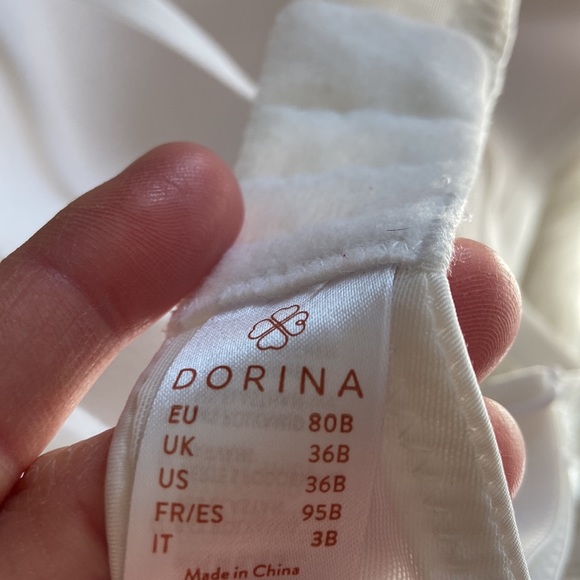 DORINA
EU 80B
UK 36B
US 36B
FR/ES 95B
IT 3B
Made in China